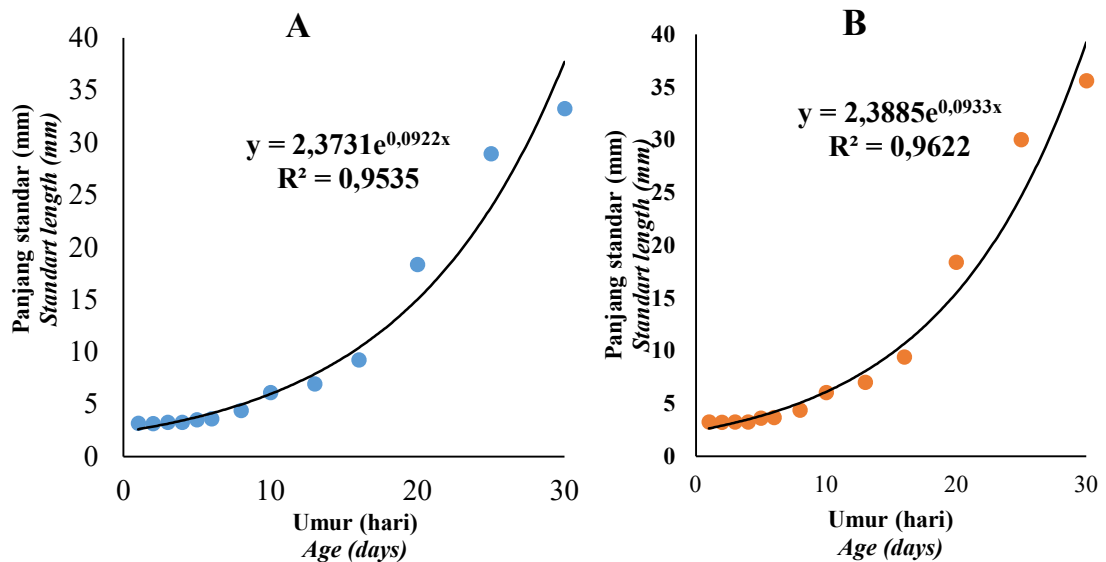 A
40
35
30
25
20
15
10
5
0
Panjang standar (mm)
Standart length (mm)
y = 2,3731e^0,0922x
R² = 0,9535
0 10 20 30
Umur (hari)
Age (days)
B
40
35
30
25
20
15
10
5
0
Panjang standar (mm)
Standart length (mm)
y = 2,3885e^0,0933x
R² = 0,9622
0 10 20 30
Umur (hari)
Age (days)